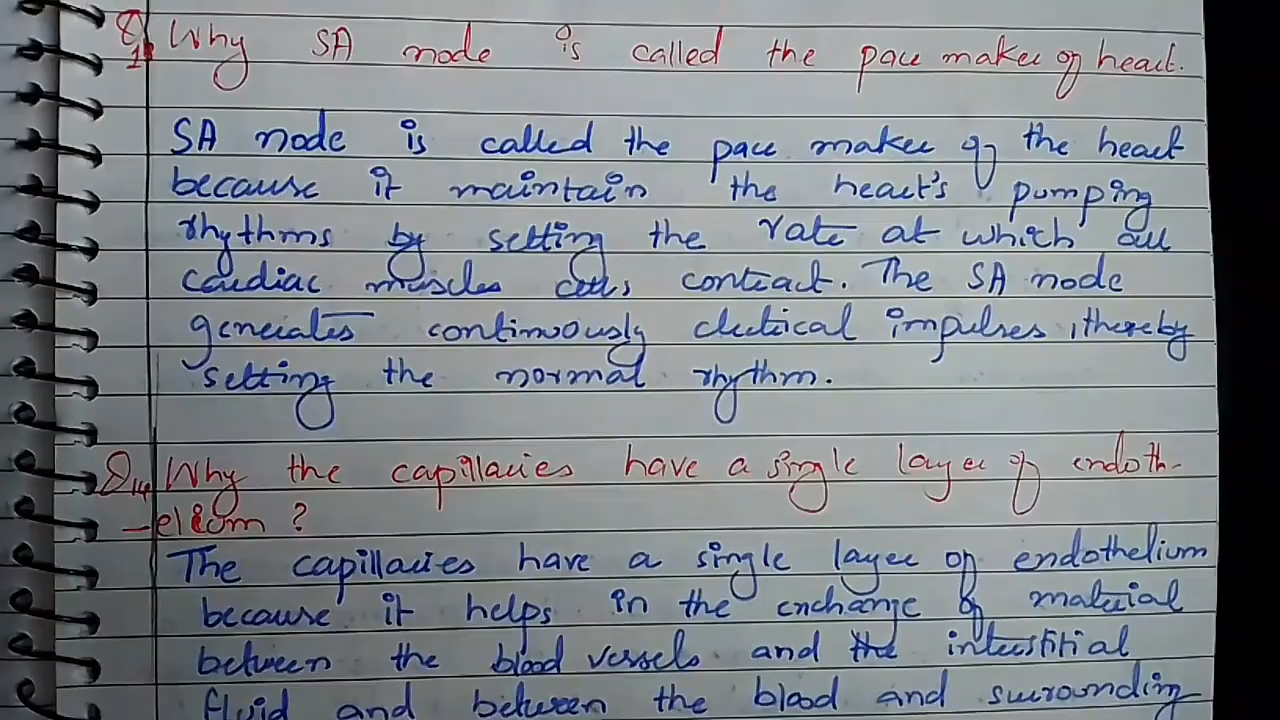 Q13 Why SA node is called the pace maker of heart.
SA node is called the pace maker of the heart
because it maintain the heart's pumping
rhythms by setting the rate at which all
cardiac muscles cells contract. The SA node
generates continuously electrical impulses, thereby
setting the normal rhythm.
Q14 Why the capillaries have a single layer of endoth-
-elium ?
The capillaries have a single layer of endothelium
because it helps in the exchange of material
between the blood vessels and the interstitial
fluid and between the blood and surrounding